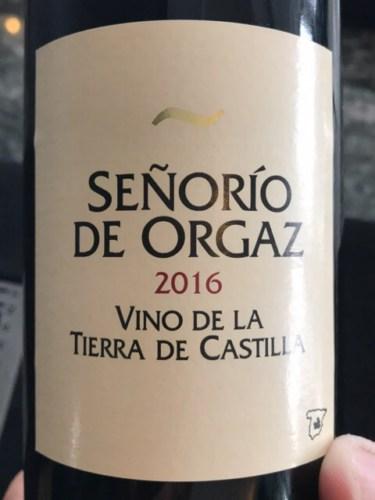 SEÑORÍO
DE ORGAZ
2016
VINO DE LA
TIERRA DE CASTILLA